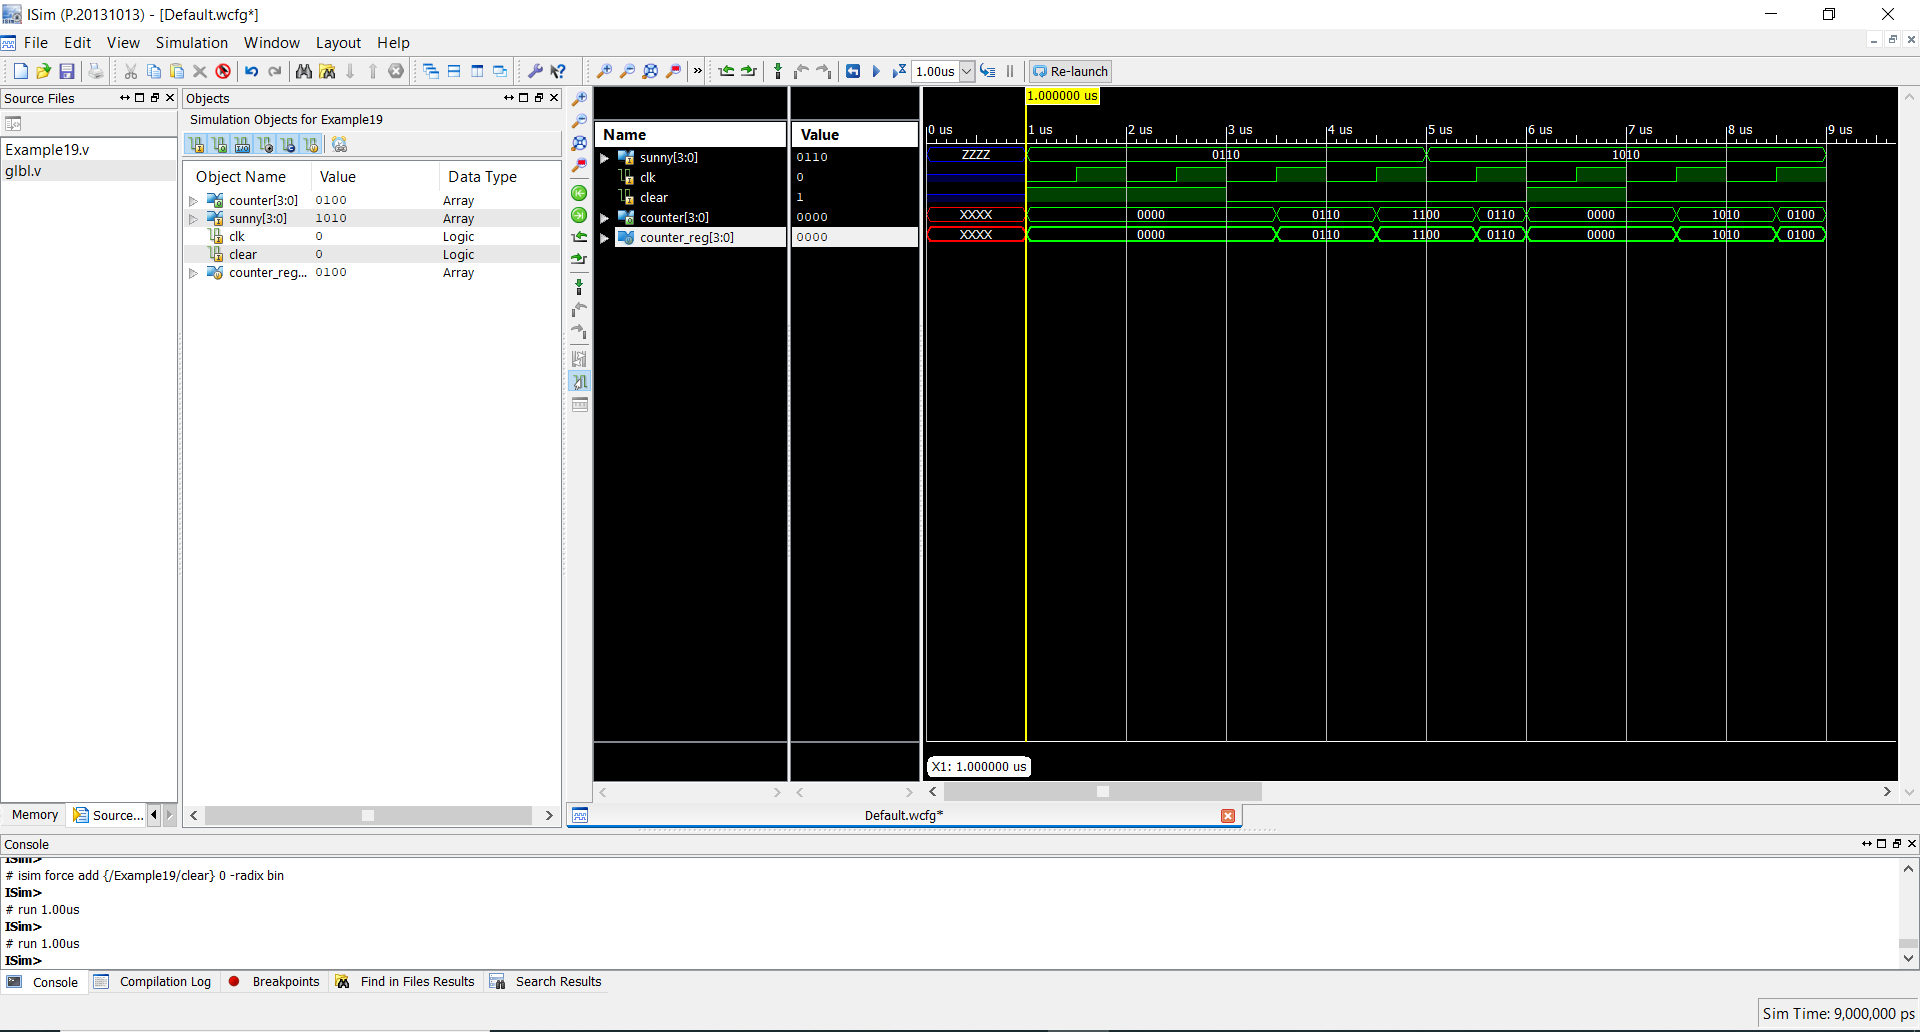 ISim (P.20131013) - [Default.wcfg*]
File Edit View Simulation Window Layout Help
1.00us Re-launch
Source Files
Example19.v
glbl.v
Memory Source...
Objects
Simulation Objects for Example19
Object Name Value Data Type
counter[3:0] 0100 Array
sunny[3:0] 1010 Array
clk 0 Logic
clear 0 Logic
counter_reg... 0100 Array
1.000000 us
0 us 1 us 2 us 3 us 4 us 5 us 6 us 7 us 8 us 9 us
Name Value
sunny[3:0] 0110 ZZZZ 0110 1010
clk 0
clear 1
counter[3:0] 0000 XXXX 0000 0110 1100 0110 0000 1010 0100
counter_reg[3:0] 0000 XXXX 0000 0110 1100 0110 0000 1010 0100
X1: 1.000000 us
Default.wcfg*
Console
ISim>
# isim force add {/Example19/clear} 0 -radix bin
ISim>
# run 1.00us
ISim>
# run 1.00us
ISim>
Console Compilation Log Breakpoints Find in Files Results Search Results
Sim Time: 9,000,000 ps